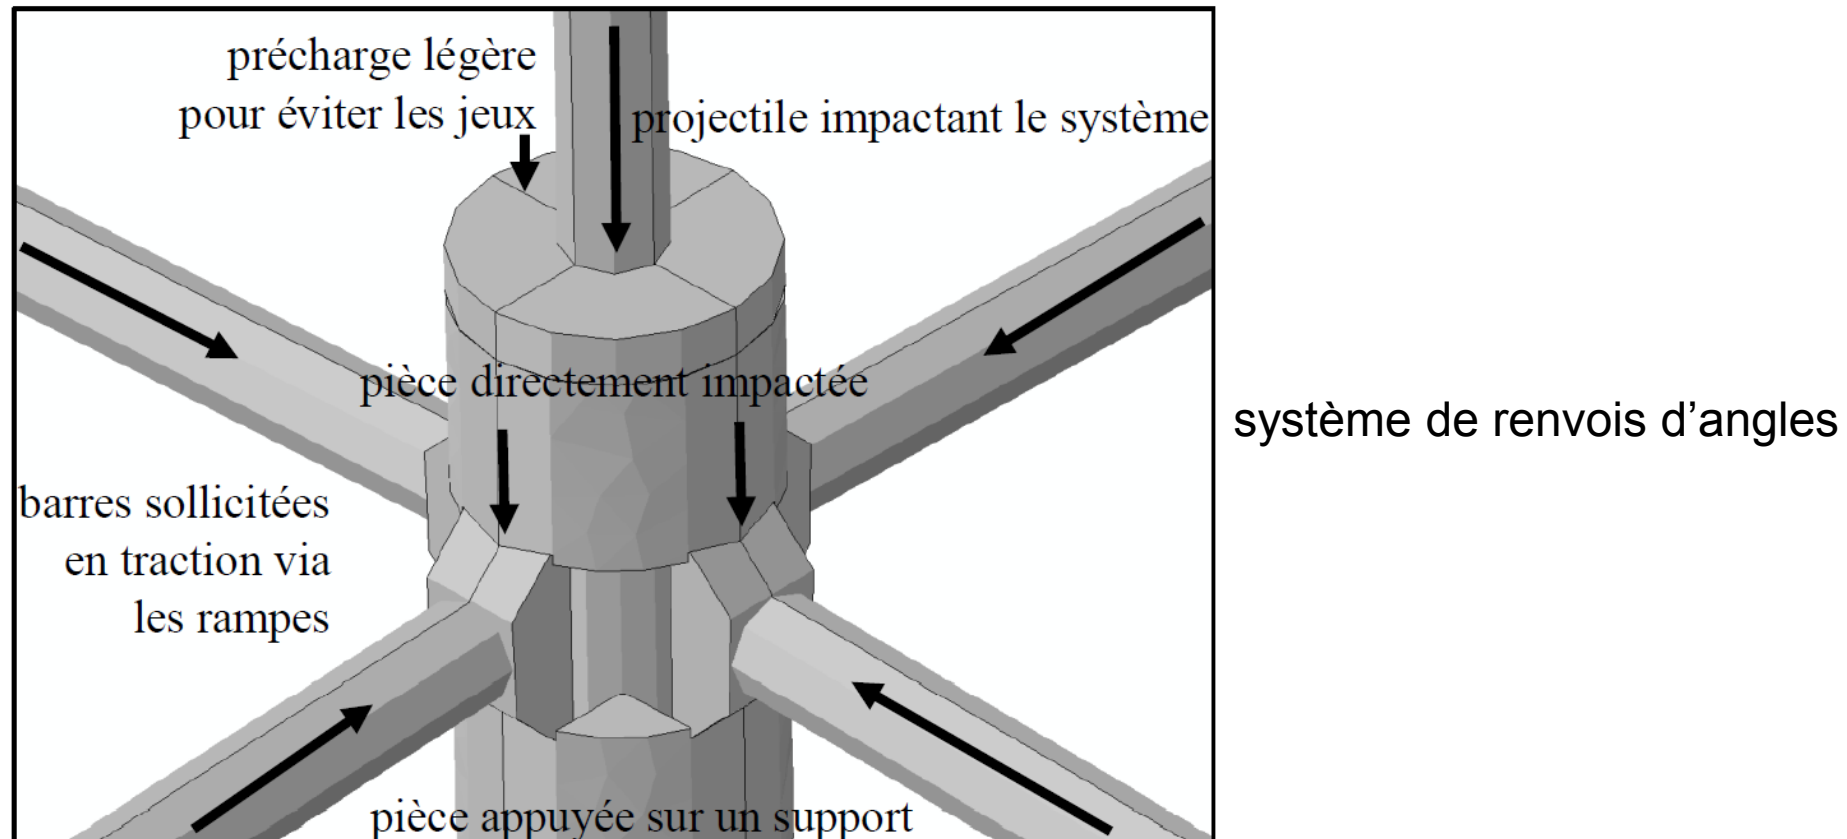 précharge légère
pour éviter les jeux
projectile impactant le système
pièce directement impactée
système de renvois d’angles
barres sollicitées
en traction via
les rampes
pièce appuyée sur un support